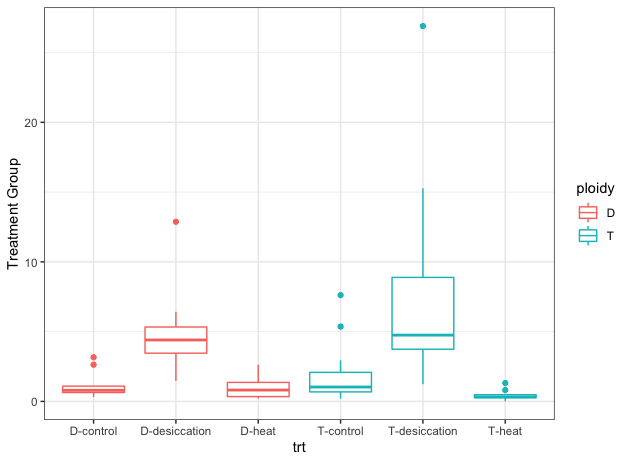 Treatment Group
20
10
0
D-control D-desiccation D-heat T-control T-desiccation T-heat
trt
ploidy
D
T